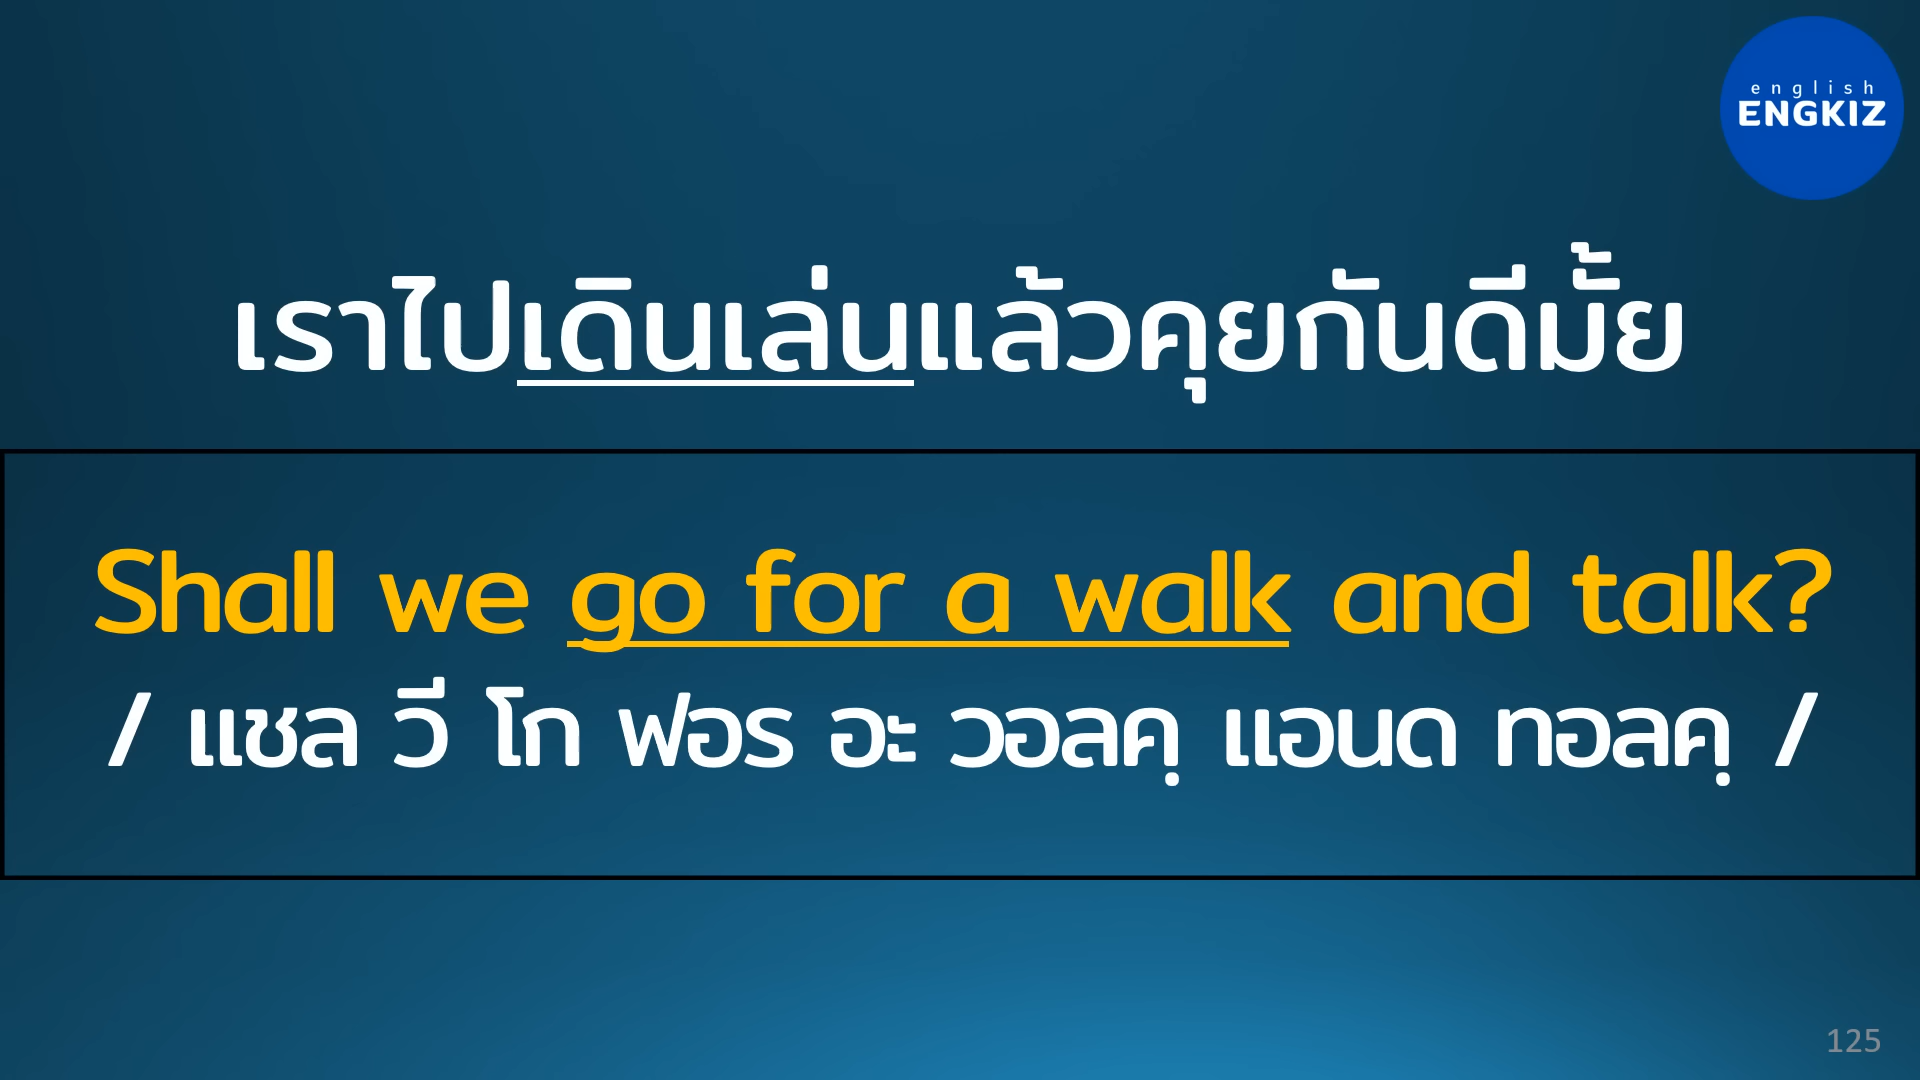 english
ENGKIZ
เราไปเดินเล่นแล้วคุยกันดีมั้ย
Shall we go for a walk and talk?
/ แชล วี โก ฟอร อะ วอลคฺ แอนด ทอลคฺ /
125